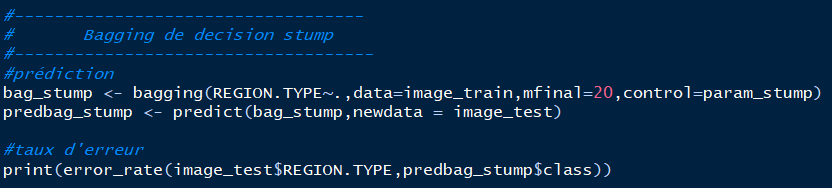 #-----------------------------------
#       Bagging de decision stump
#------------------------------------
#prédiction
bag_stump <- bagging(REGION.TYPE~.,data=image_train,mfinal=20,control=param_stump)
predbag_stump <- predict(bag_stump,newdata = image_test)
#taux d'erreur
print(error_rate(image_test$REGION.TYPE,predbag_stump$class))